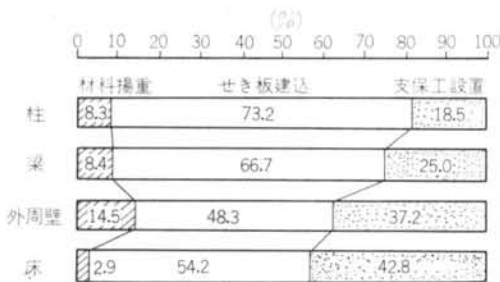 (%)
0 10 20 30 40 50 60 70 80 90 100
材料揚重 せき板建込 支保工設置
柱 8.3 73.2 18.5
梁 8.4 66.7 25.0
外周壁 14.5 48.3 37.2
床 2.9 54.2 42.8